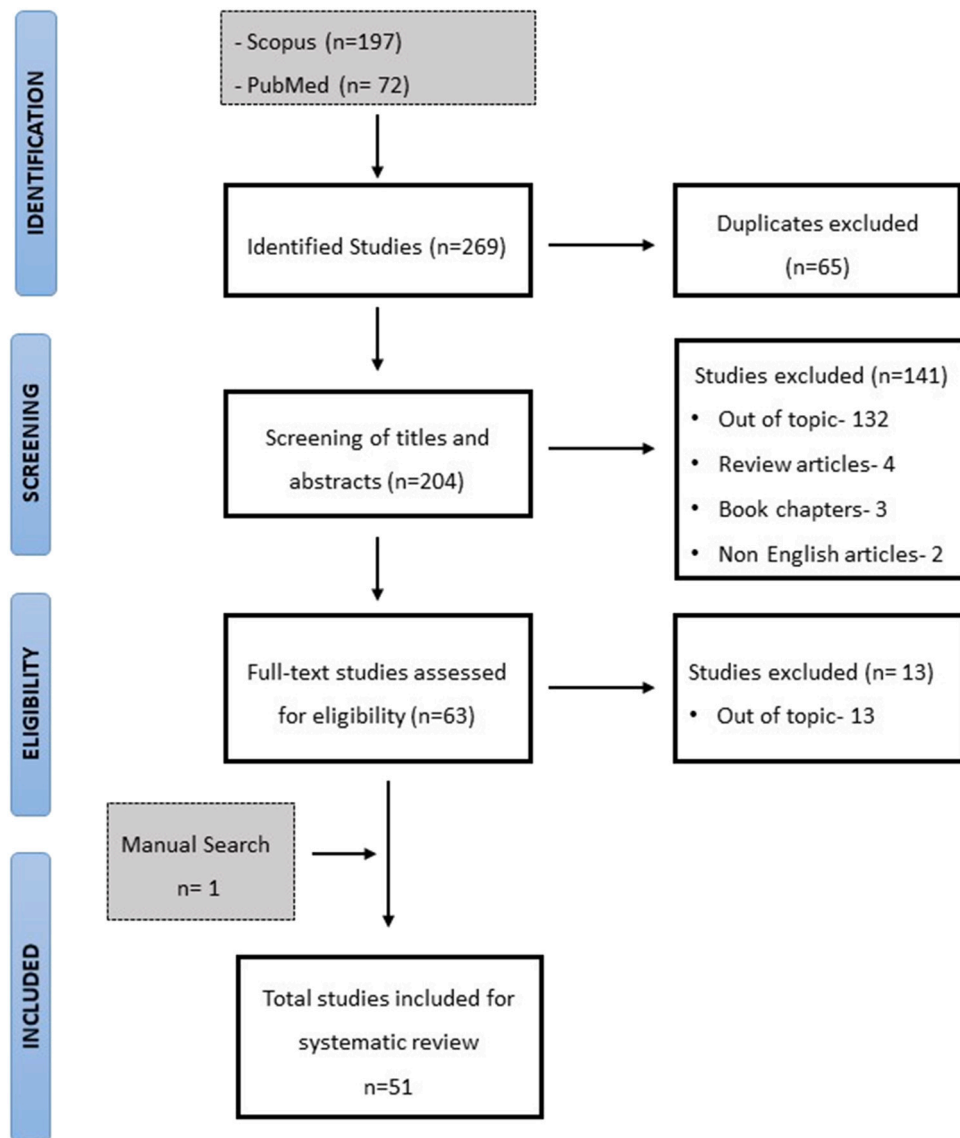 IDENTIFICATION
- Scopus (n=197)
- PubMed (n= 72)
Identified Studies (n=269)
Duplicates excluded
(n=65)
SCREENING
Screening of titles and
abstracts (n=204)
Studies excluded (n=141)
• Out of topic- 132
• Review articles- 4
• Book chapters- 3
• Non English articles- 2
ELIGIBILITY
Full-text studies assessed
for eligibility (n=63)
Studies excluded (n= 13)
• Out of topic- 13
Manual Search
n= 1
INCLUDED
Total studies included for
systematic review
n=51